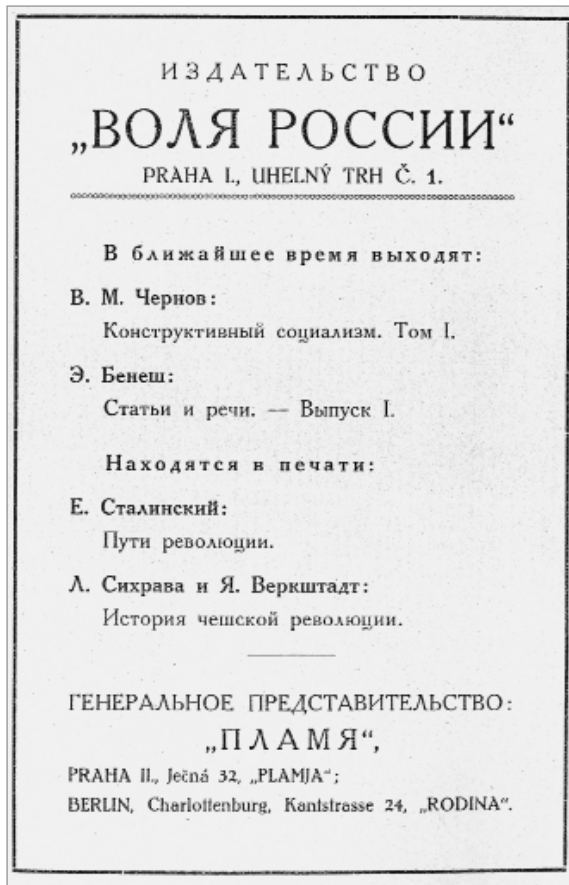 ИЗДАТЕЛЬСТВО
„ВОЛЯ РОССИИ“
PRAHA I., UHELNÝ TRH Č. 1.
В ближайшее время выходят:
В. М. Чернов:
Конструктивный социализм. Том I.
Э. Бенеш:
Статьи и речи. — Выпуск I.
Находятся в печати:
Е. Сталинский:
Пути революции.
Л. Сихрава и Я. Веркштадт:
История чешской революции.
ГЕНЕРАЛЬНОЕ ПРЕДСТАВИТЕЛЬСТВО:
„ПЛАМЯ“,
PRAHA II., Ječná 32, „PLAMJA“;
BERLIN, Charlottenburg, Kantstrasse 24, „RODINA“.